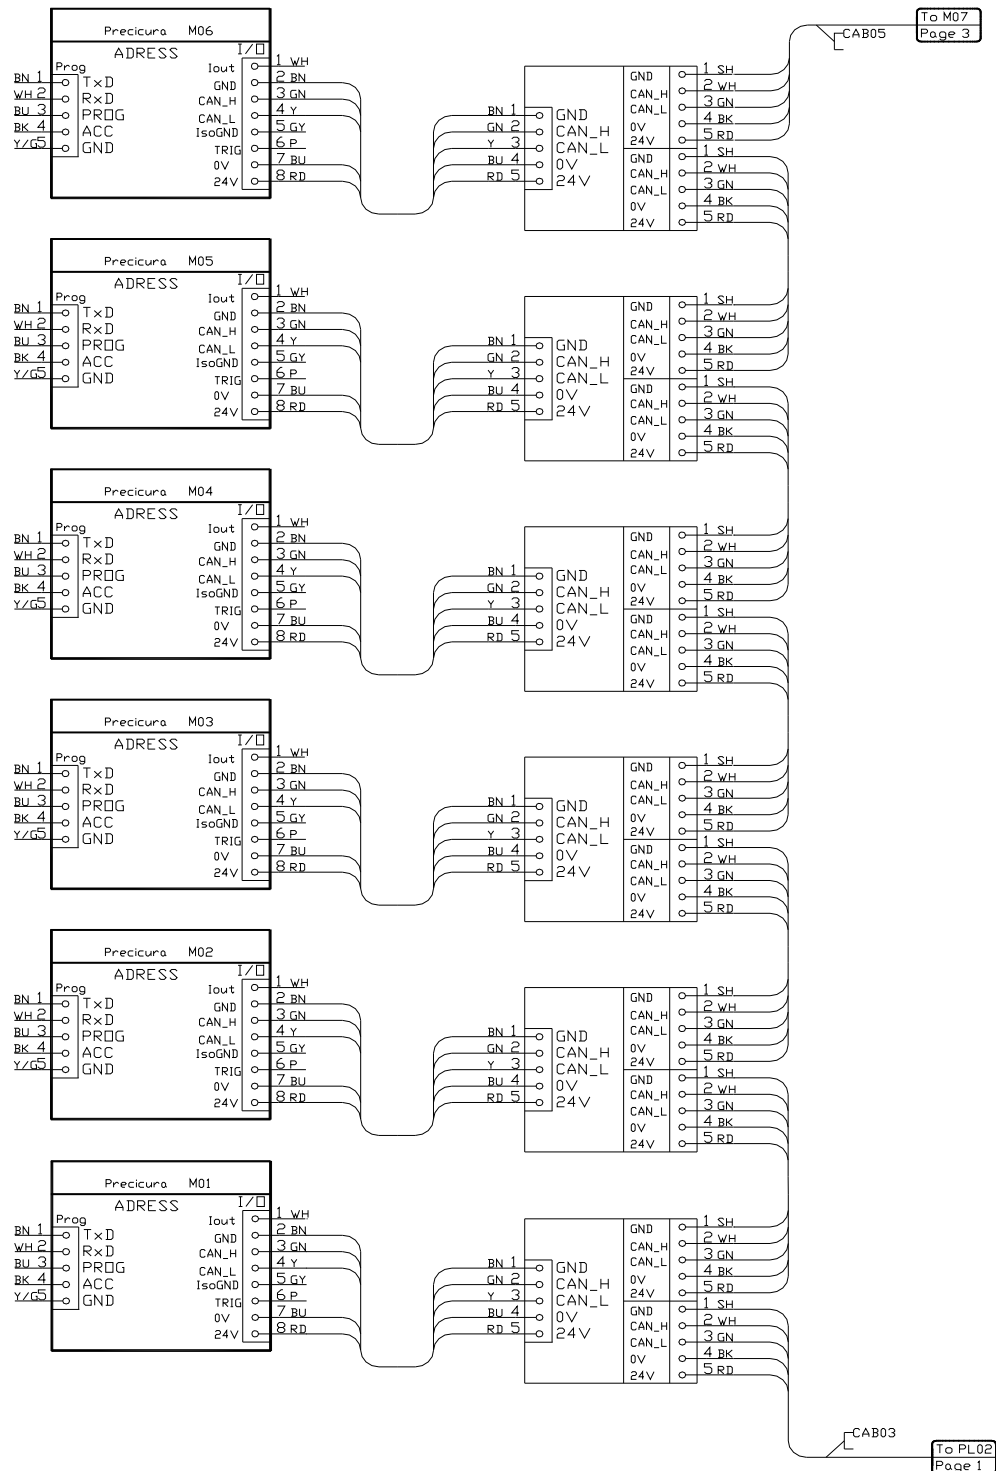 To M07
Page 3
CAB05
Precicura M06
ADRESS
I/O
Prog
BN 1 TxD
WH 2 RxD
BU 3 PROG
BK 4 ACC
Y/G5 GND
Iout 1 WH
GND 2 BN
CAN_H 3 GN
CAN_L 4 Y
IsoGND 5 GY
TRIG 6 P
0V 7 BU
24V 8 RD
BN 1 GND
GN 2 CAN_H
Y 3 CAN_L
BU 4 0V
RD 5 24V
GND 1 SH
CAN_H 2 WH
CAN_L 3 GN
0V 4 BK
24V 5 RD
GND 1 SH
CAN_H 2 WH
CAN_L 3 GN
0V 4 BK
24V 5 RD
Precicura M05
ADRESS
I/O
Prog
BN 1 TxD
WH 2 RxD
BU 3 PROG
BK 4 ACC
Y/G5 GND
Iout 1 WH
GND 2 BN
CAN_H 3 GN
CAN_L 4 Y
IsoGND 5 GY
TRIG 6 P
0V 7 BU
24V 8 RD
BN 1 GND
GN 2 CAN_H
Y 3 CAN_L
BU 4 0V
RD 5 24V
GND 1 SH
CAN_H 2 WH
CAN_L 3 GN
0V 4 BK
24V 5 RD
GND 1 SH
CAN_H 2 WH
CAN_L 3 GN
0V 4 BK
24V 5 RD
Precicura M04
ADRESS
I/O
Prog
BN 1 TxD
WH 2 RxD
BU 3 PROG
BK 4 ACC
Y/G5 GND
Iout 1 WH
GND 2 BN
CAN_H 3 GN
CAN_L 4 Y
IsoGND 5 GY
TRIG 6 P
0V 7 BU
24V 8 RD
BN 1 GND
GN 2 CAN_H
Y 3 CAN_L
BU 4 0V
RD 5 24V
GND 1 SH
CAN_H 2 WH
CAN_L 3 GN
0V 4 BK
24V 5 RD
GND 1 SH
CAN_H 2 WH
CAN_L 3 GN
0V 4 BK
24V 5 RD
Precicura M03
ADRESS
I/O
Prog
BN 1 TxD
WH 2 RxD
BU 3 PROG
BK 4 ACC
Y/G5 GND
Iout 1 WH
GND 2 BN
CAN_H 3 GN
CAN_L 4 Y
IsoGND 5 GY
TRIG 6 P
0V 7 BU
24V 8 RD
BN 1 GND
GN 2 CAN_H
Y 3 CAN_L
BU 4 0V
RD 5 24V
GND 1 SH
CAN_H 2 WH
CAN_L 3 GN
0V 4 BK
24V 5 RD
GND 1 SH
CAN_H 2 WH
CAN_L 3 GN
0V 4 BK
24V 5 RD
Precicura M02
ADRESS
I/O
Prog
BN 1 TxD
WH 2 RxD
BU 3 PROG
BK 4 ACC
Y/G5 GND
Iout 1 WH
GND 2 BN
CAN_H 3 GN
CAN_L 4 Y
IsoGND 5 GY
TRIG 6 P
0V 7 BU
24V 8 RD
BN 1 GND
GN 2 CAN_H
Y 3 CAN_L
BU 4 0V
RD 5 24V
GND 1 SH
CAN_H 2 WH
CAN_L 3 GN
0V 4 BK
24V 5 RD
GND 1 SH
CAN_H 2 WH
CAN_L 3 GN
0V 4 BK
24V 5 RD
Precicura M01
ADRESS
I/O
Prog
BN 1 TxD
WH 2 RxD
BU 3 PROG
BK 4 ACC
Y/G5 GND
Iout 1 WH
GND 2 BN
CAN_H 3 GN
CAN_L 4 Y
IsoGND 5 GY
TRIG 6 P
0V 7 BU
24V 8 RD
BN 1 GND
GN 2 CAN_H
Y 3 CAN_L
BU 4 0V
RD 5 24V
GND 1 SH
CAN_H 2 WH
CAN_L 3 GN
0V 4 BK
24V 5 RD
GND 1 SH
CAN_H 2 WH
CAN_L 3 GN
0V 4 BK
24V 5 RD
CAB03
To PL02
Page 1